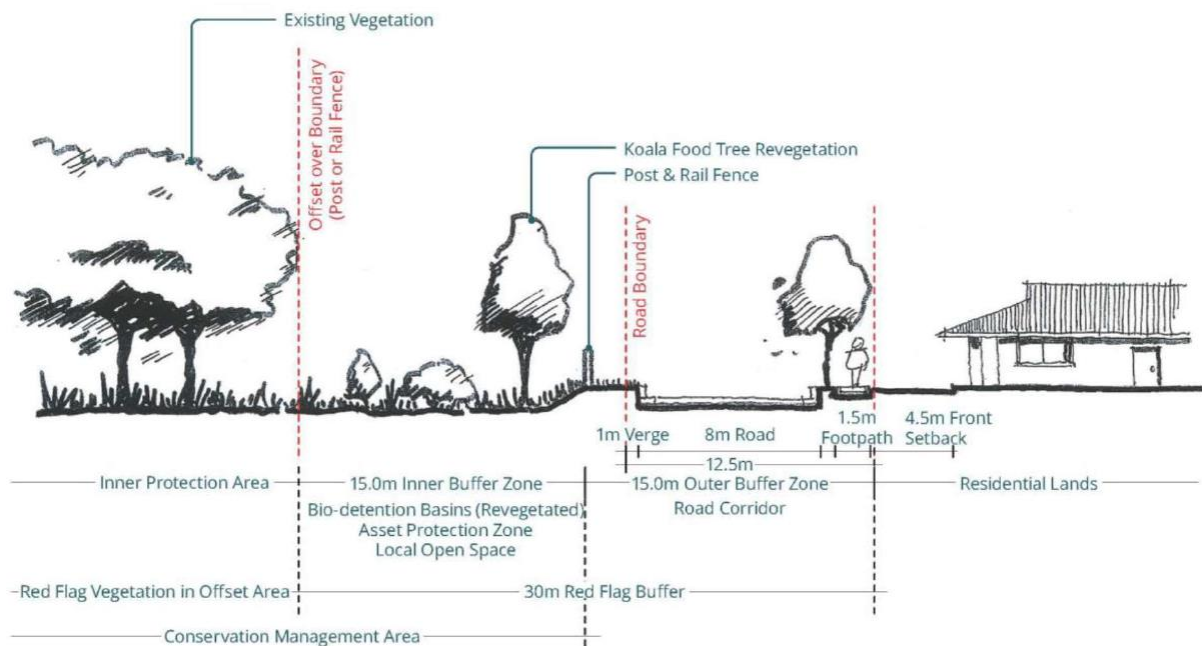 Existing Vegetation
Offset over Boundary
(Post or Rail Fence)
Koala Food Tree Revegetation
Post & Rail Fence
Road Boundary
1m Verge
8m Road
1.5m
Footpath
4.5m Front
Setback
12.5m
Inner Protection Area
15.0m Inner Buffer Zone
15.0m Outer Buffer Zone
Residential Lands
Bio-detention Basins (Revegetated)
Asset Protection Zone
Local Open Space
Road Corridor
Red Flag Vegetation in Offset Area
30m Red Flag Buffer
Conservation Management Area